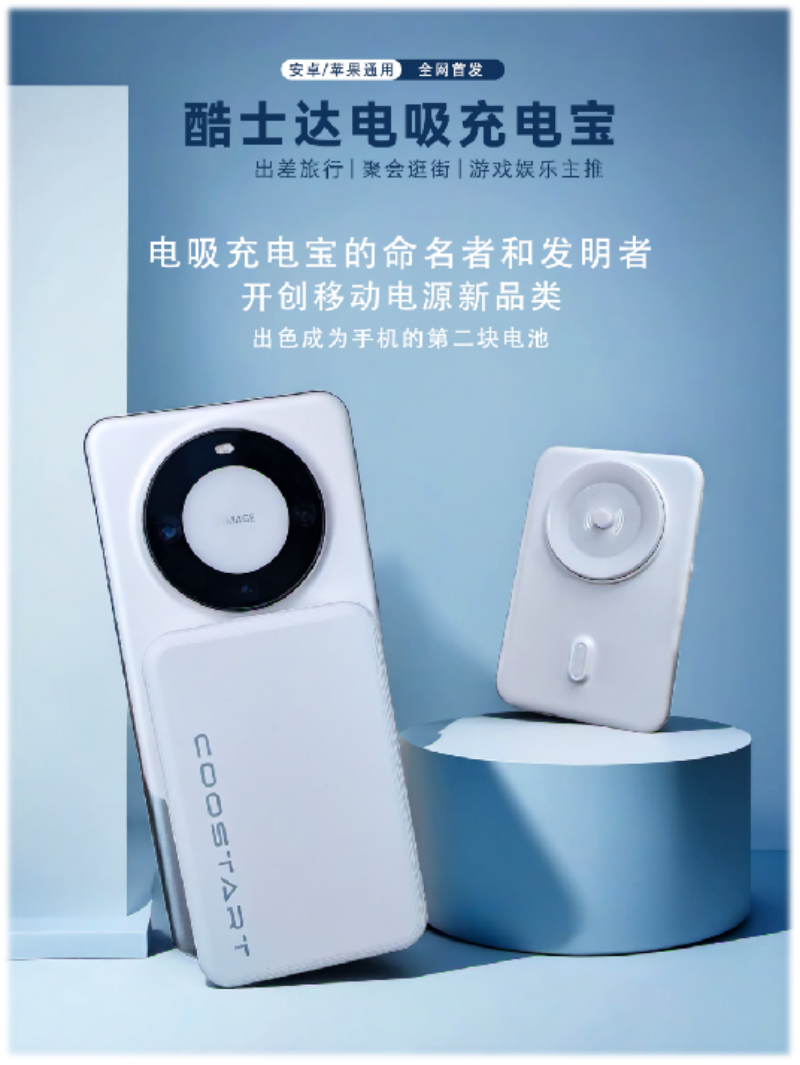 安卓/苹果通用 全网首发
酷士达电吸充电宝
出差旅行|聚会逛街|游戏娱乐主推
电吸充电宝的命名者和发明者
开创移动电源新品类
出色成为手机的第二块电池
COOSTART